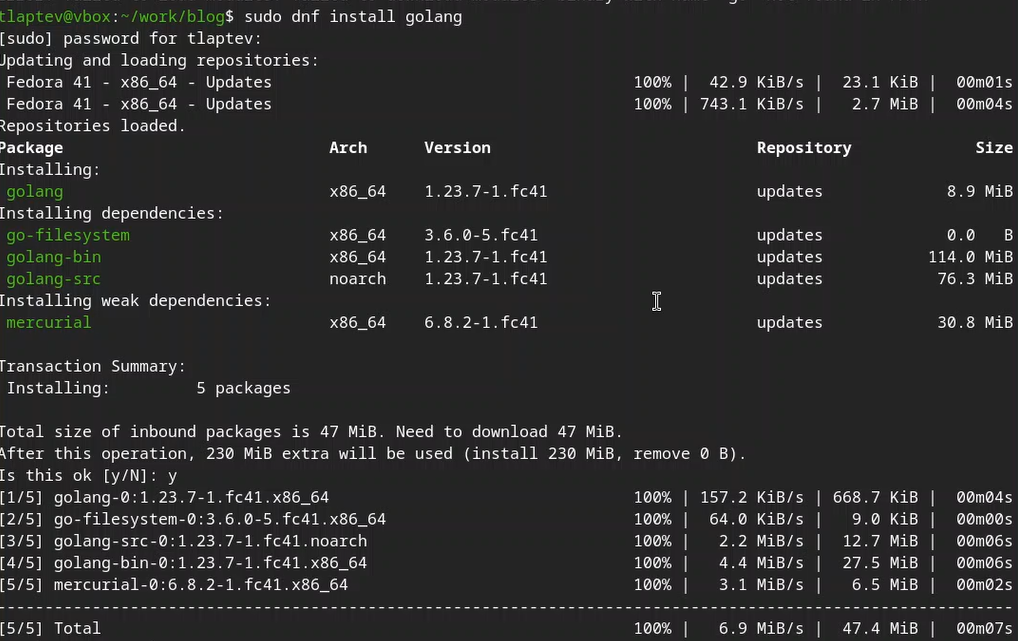 tlaptev@vbox:~/work/blog$ sudo dnf install golang
[sudo] password for tlaptev:
Updating and loading repositories:
Fedora 41 - x86_64 - Updates 100% | 42.9 KiB/s | 23.1 KiB | 00m01s
Fedora 41 - x86_64 - Updates 100% | 743.1 KiB/s | 2.7 MiB | 00m04s
Repositories loaded.
Package Arch Version Repository Size
Installing:
golang x86_64 1.23.7-1.fc41 updates 8.9 MiB
Installing dependencies:
go-filesystem x86_64 3.6.0-5.fc41 updates 0.0 B
golang-bin x86_64 1.23.7-1.fc41 updates 114.0 MiB
golang-src noarch 1.23.7-1.fc41 updates 76.3 MiB
Installing weak dependencies:
mercurial x86_64 6.8.2-1.fc41 updates 30.8 MiB
Transaction Summary:
Installing: 5 packages
Total size of inbound packages is 47 MiB. Need to download 47 MiB.
After this operation, 230 MiB extra will be used (install 230 MiB, remove 0 B).
Is this ok [y/N]: y
[1/5] golang-0:1.23.7-1.fc41.x86_64 100% | 157.2 KiB/s | 668.7 KiB | 00m04s
[2/5] go-filesystem-0:3.6.0-5.fc41.x86_64 100% | 64.0 KiB/s | 9.0 KiB | 00m00s
[3/5] golang-src-0:1.23.7-1.fc41.noarch 100% | 2.2 MiB/s | 12.7 MiB | 00m06s
[4/5] golang-bin-0:1.23.7-1.fc41.x86_64 100% | 4.4 MiB/s | 27.5 MiB | 00m06s
[5/5] mercurial-0:6.8.2-1.fc41.x86_64 100% | 3.1 MiB/s | 6.5 MiB | 00m02s
--------------------------------------------------------------------------------
[5/5] Total 100% | 6.9 MiB/s | 47.4 MiB | 00m07s